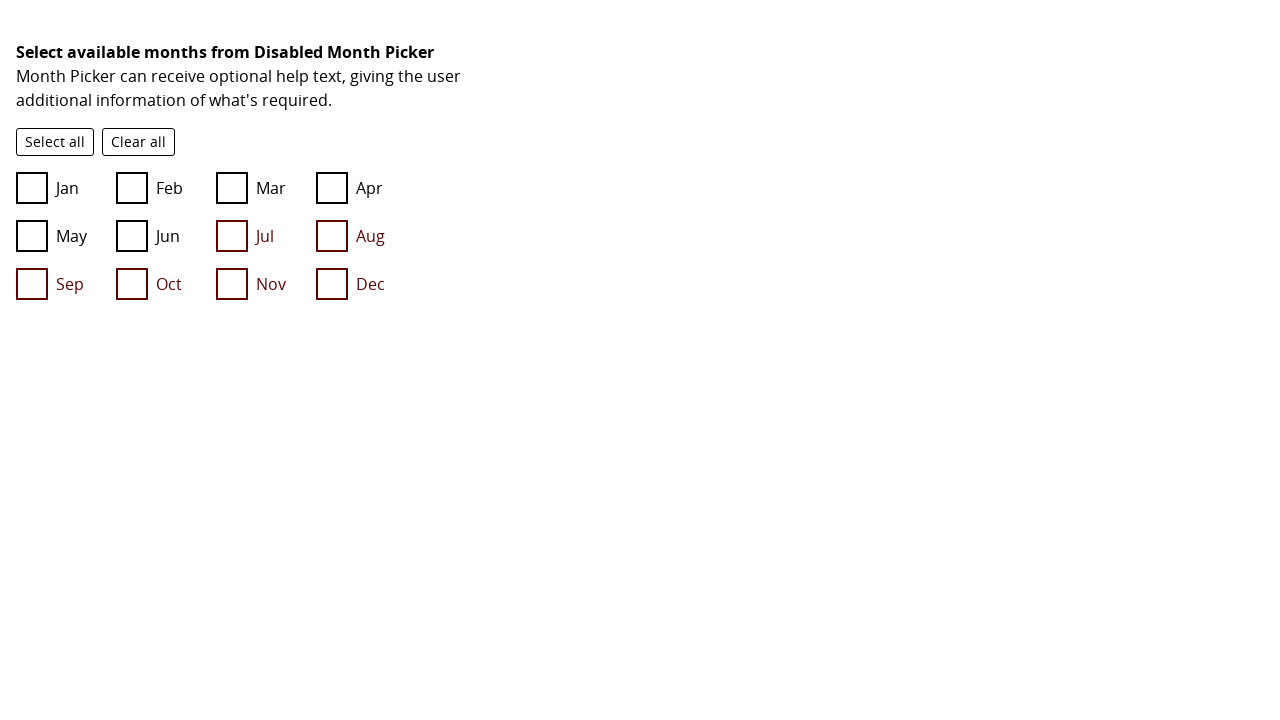 Select available months from Disabled Month Picker
Month Picker can receive optional help text, giving the user
additional information of what's required.
Select all Clear all
Jan Feb Mar Apr
May Jun Jul Aug
Sep Oct Nov Dec